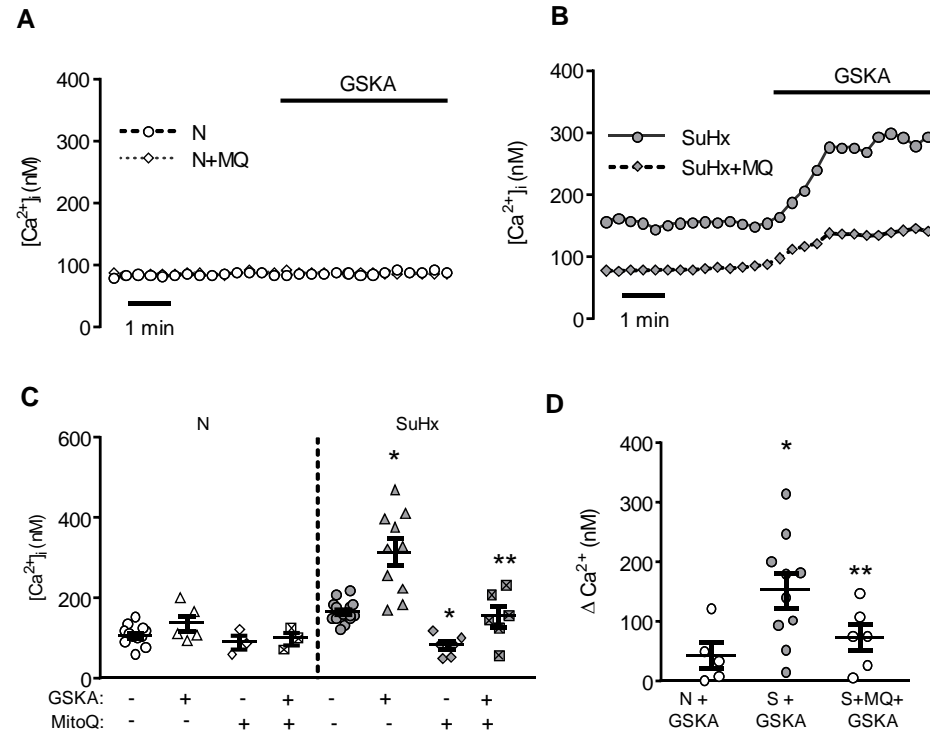 A
400
300
200
100
0
[Ca²⁺]ᵢ (nM)
GSKA
N
N+MQ
1 min
B
400
300
200
100
0
[Ca²⁺]ᵢ (nM)
GSKA
SuHx
SuHx+MQ
1 min
C
600
400
200
0
[Ca²⁺]ᵢ (nM)
N
SuHx
*
*
**
GSKA: - + - + - + - +
MitoQ: - - + + - - + +
D
400
300
200
100
0
Δ Ca²⁺ (nM)
*
**
N + S + S+MQ+
GSKA GSKA GSKA